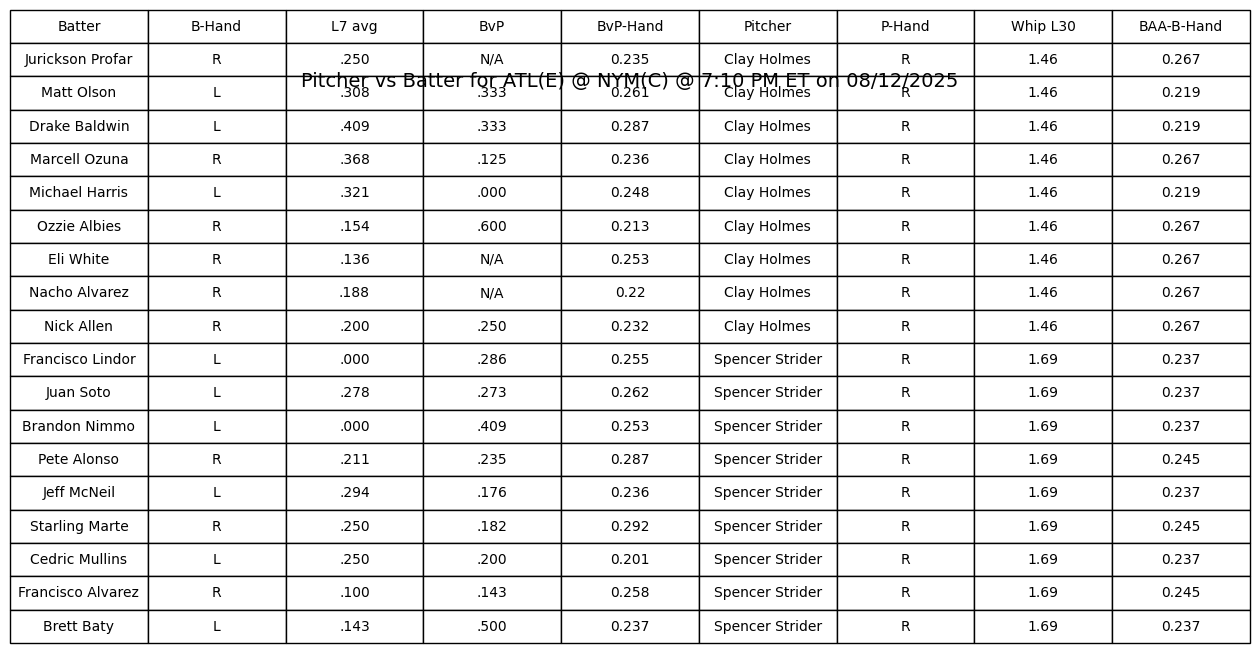 Batter B-Hand L7 avg BvP BvP-Hand Pitcher P-Hand Whip L30 BAA-B-Hand
Jurickson Profar R .250 N/A 0.235 Clay Holmes R 1.46 0.267
Pitcher vs Batter for ATL(E) @ NYM(C) @ 7:10 PM ET on 08/12/2025
Matt Olson L .308 .333 0.261 Clay Holmes R 1.46 0.219
Drake Baldwin L .409 .333 0.287 Clay Holmes R 1.46 0.219
Marcell Ozuna R .368 .125 0.236 Clay Holmes R 1.46 0.267
Michael Harris L .321 .000 0.248 Clay Holmes R 1.46 0.219
Ozzie Albies R .154 .600 0.213 Clay Holmes R 1.46 0.267
Eli White R .136 N/A 0.253 Clay Holmes R 1.46 0.267
Nacho Alvarez R .188 N/A 0.22 Clay Holmes R 1.46 0.267
Nick Allen R .200 .250 0.232 Clay Holmes R 1.46 0.267
Francisco Lindor L .000 .286 0.255 Spencer Strider R 1.69 0.237
Juan Soto L .278 .273 0.262 Spencer Strider R 1.69 0.237
Brandon Nimmo L .000 .409 0.253 Spencer Strider R 1.69 0.237
Pete Alonso R .211 .235 0.287 Spencer Strider R 1.69 0.245
Jeff McNeil L .294 .176 0.236 Spencer Strider R 1.69 0.237
Starling Marte R .250 .182 0.292 Spencer Strider R 1.69 0.245
Cedric Mullins L .250 .200 0.201 Spencer Strider R 1.69 0.237
Francisco Alvarez R .100 .143 0.258 Spencer Strider R 1.69 0.245
Brett Baty L .143 .500 0.237 Spencer Strider R 1.69 0.237